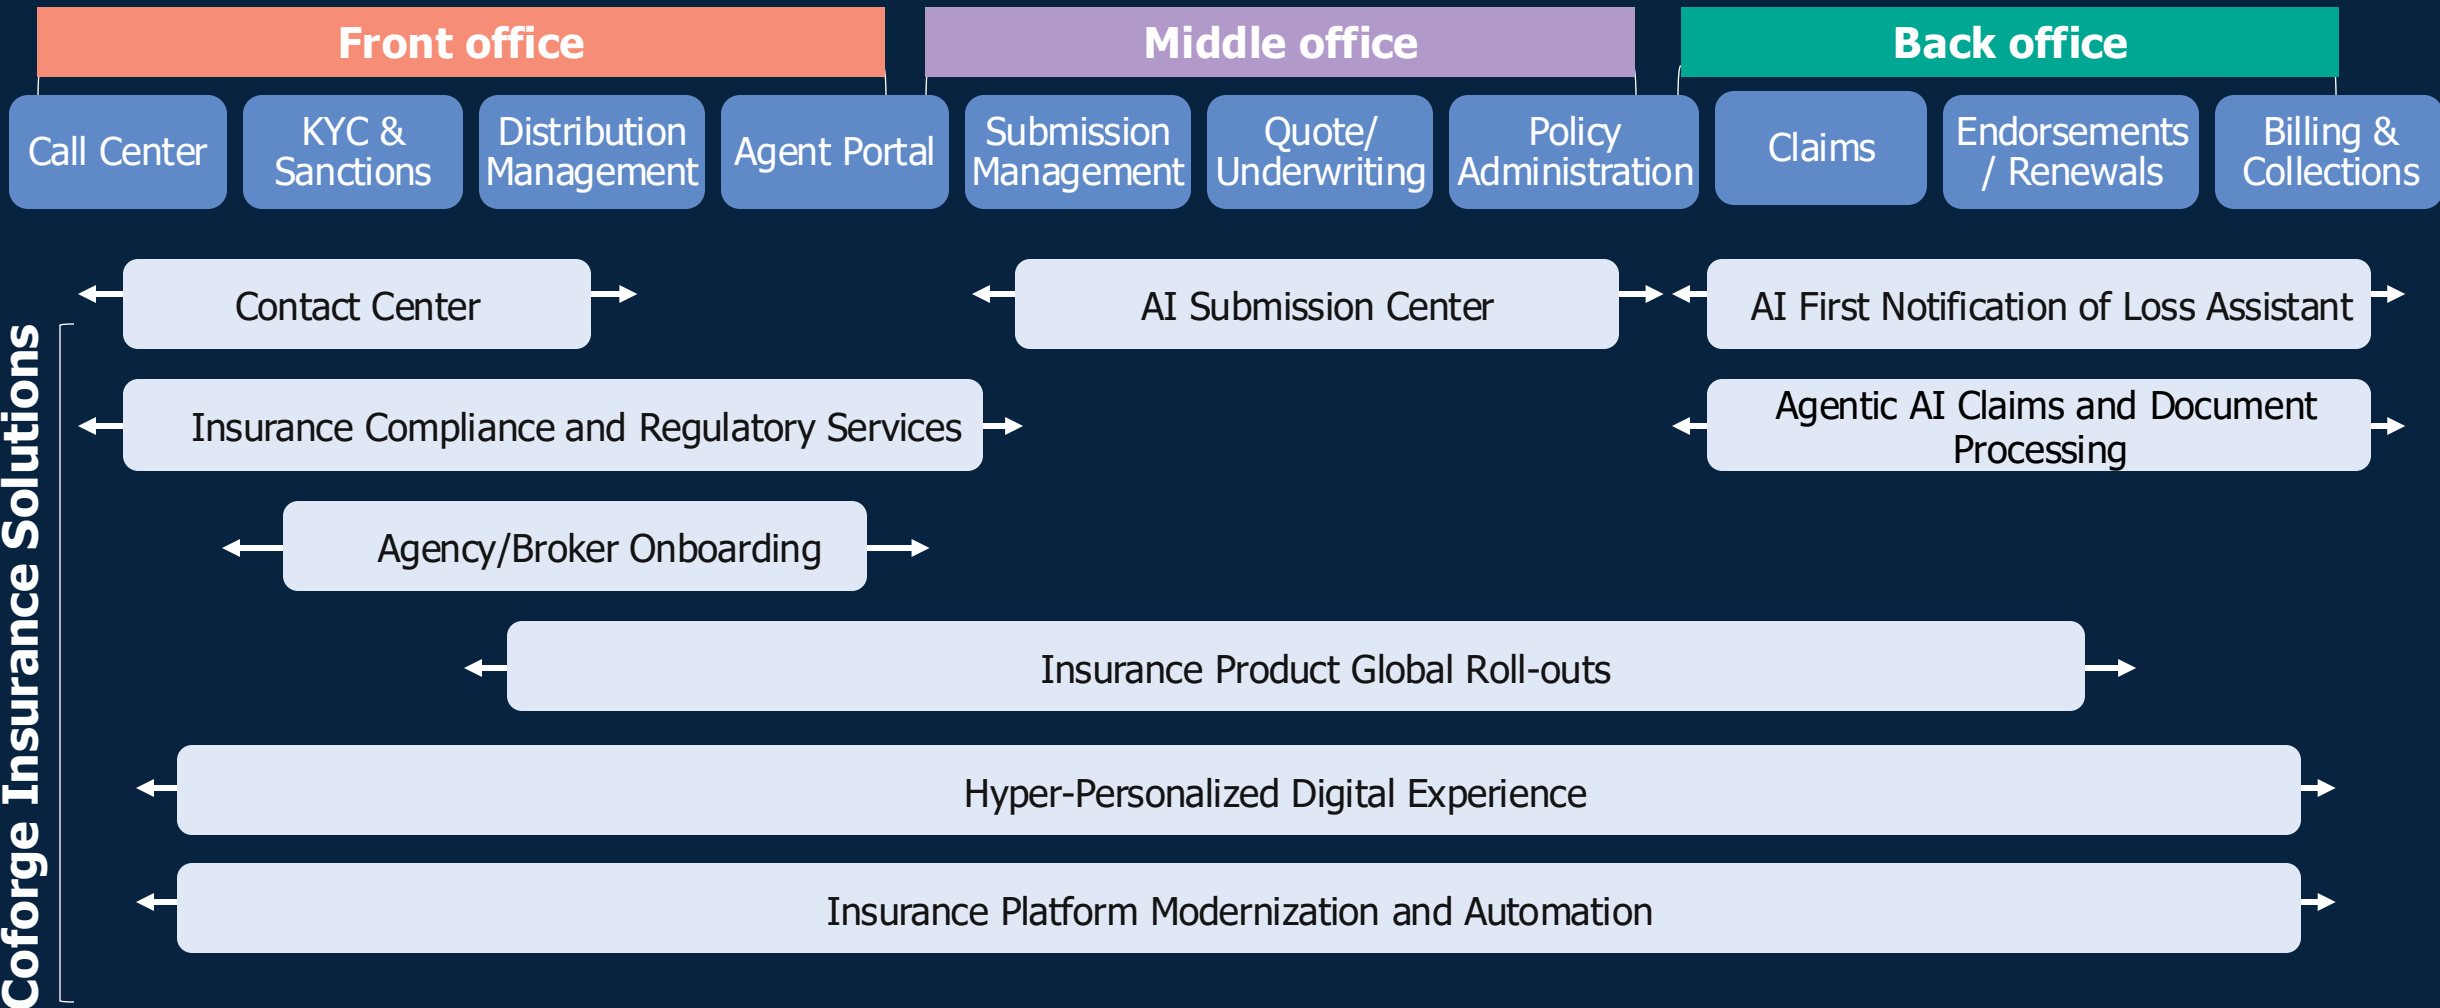 Front office
Middle office
Back office
Call Center
KYC &
Sanctions
Distribution
Management
Agent Portal
Submission
Management
Quote/
Underwriting
Policy
Administration
Claims
Endorsements
/ Renewals
Billing &
Collections
Coforge Insurance Solutions
Contact Center
AI Submission Center
AI First Notification of Loss Assistant
Insurance Compliance and Regulatory Services
Agentic AI Claims and Document
Processing
Agency/Broker Onboarding
Insurance Product Global Roll-outs
Hyper-Personalized Digital Experience
Insurance Platform Modernization and Automation